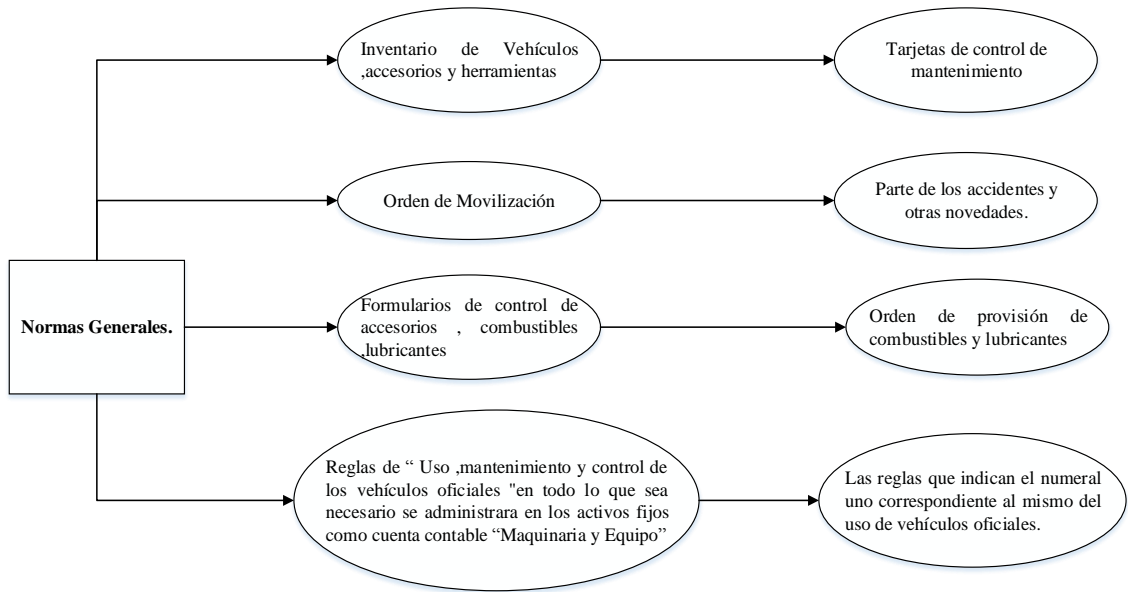 Inventario de Vehículos
,accesorios y herramientas
Tarjetas de control de
mantenimiento
Orden de Movilización
Parte de los accidentes y
otras novedades.
Normas Generales.
Formularios de control de
accesorios , combustibles
,lubricantes
Orden de provisión de
combustibles y lubricantes
Reglas de “ Uso ,mantenimiento y control de
los vehículos oficiales "en todo lo que sea
necesario se administrara en los activos fijos
como cuenta contable “Maquinaria y Equipo”
Las reglas que indican el numeral
uno correspondiente al mismo del
uso de vehículos oficiales.